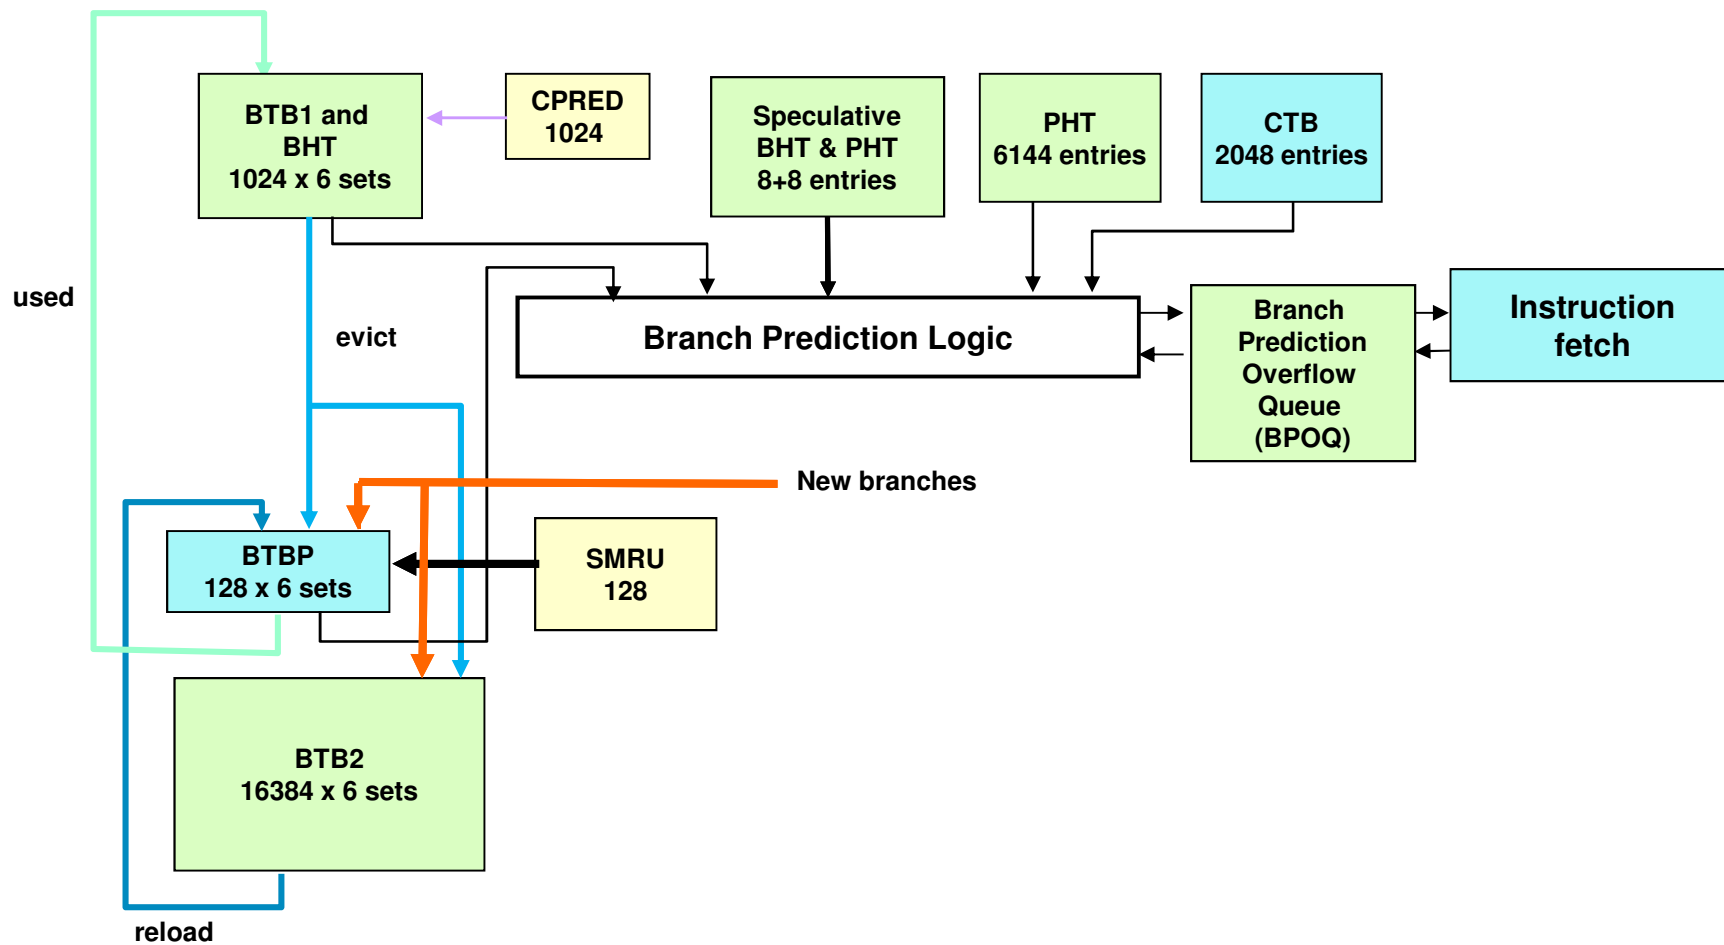 BTB1 and
BHT
1024 x 6 sets
CPRED
1024
Speculative
BHT & PHT
8+8 entries
PHT
6144 entries
CTB
2048 entries
used
evict
Branch Prediction Logic
Branch
Prediction
Overflow
Queue
(BPOQ)
Instruction
fetch
New branches
BTBP
128 x 6 sets
SMRU
128
BTB2
16384 x 6 sets
reload